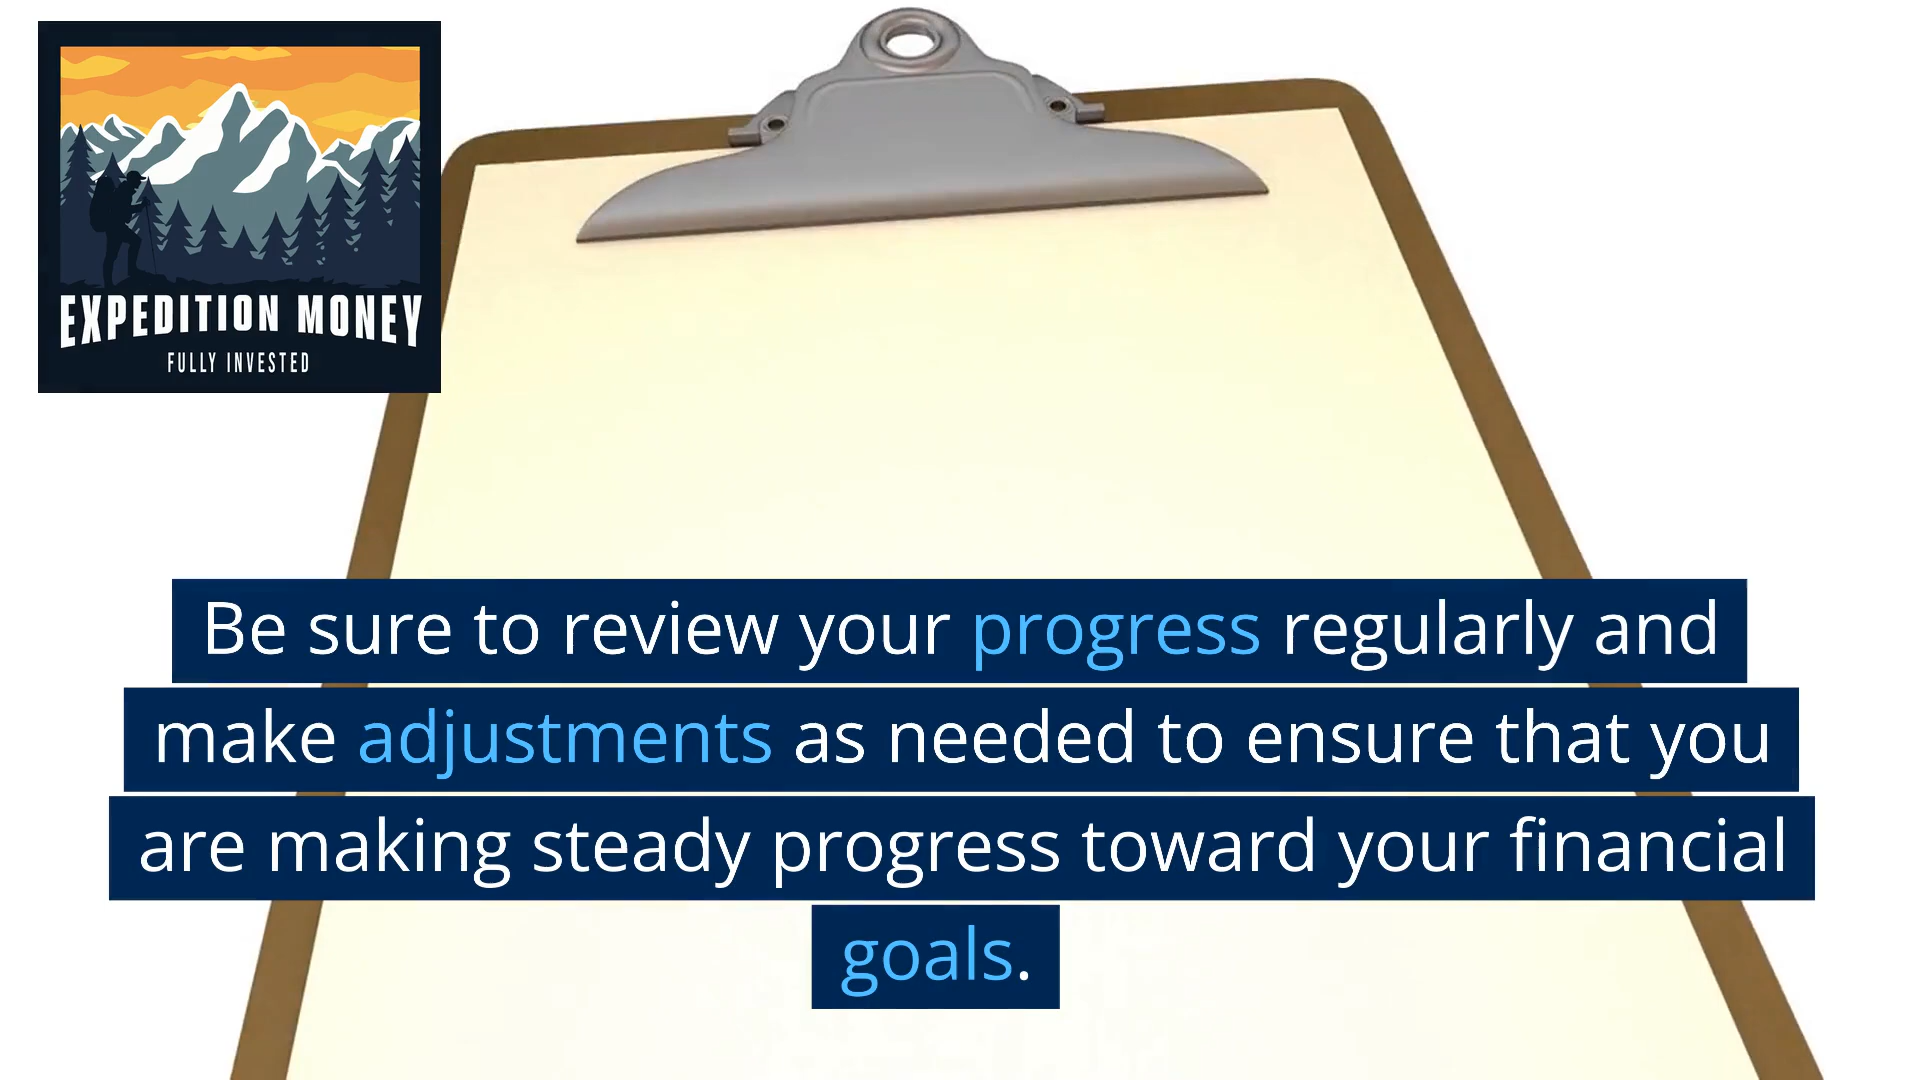 EXPEDITION MONEY
FULLY INVESTED
Be sure to review your progress regularly and
make adjustments as needed to ensure that you
are making steady progress toward your financial
goals.